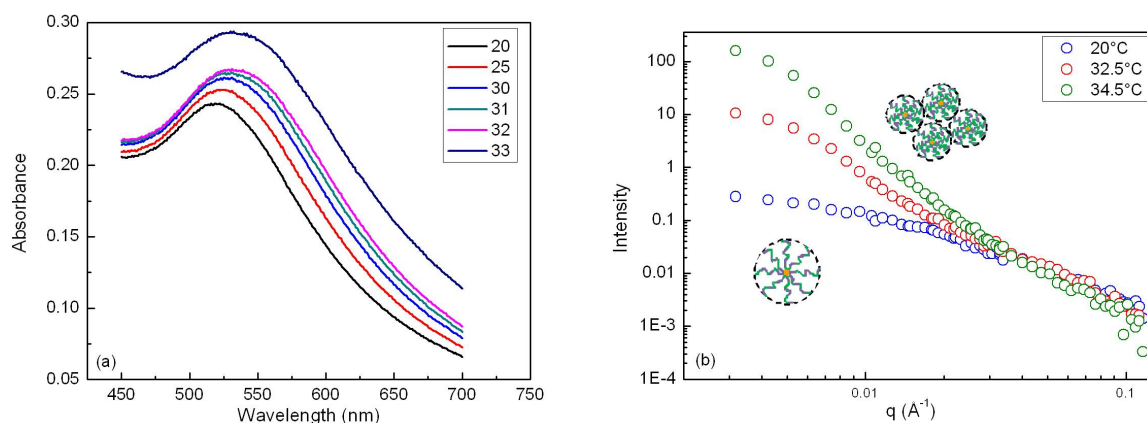 0.30
0.25
0.20
0.15
0.10
0.05
Absorbance
20
25
30
31
32
33
(a)
450 500 550 600 650 700 750
Wavelength (nm)
100
10
1
0.1
0.01
1E-3
1E-4
Intensity
20°C
32.5°C
34.5°C
(b)
0.01 0.1
q (Å-1)